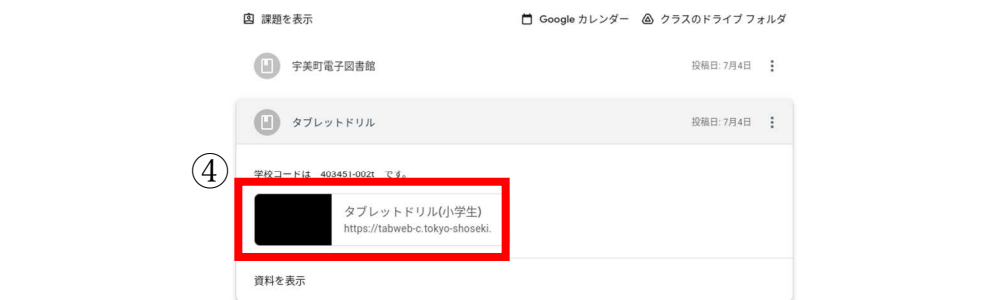 課題を表示 Google カレンダー クラスのドライブ フォルダ
宇美町電子図書館 投稿日: 7月4日
タブレットドリル 投稿日: 7月4日
④
学校コードは 403451-002t です。
タブレットドリル(小学生)
https://tabweb-c.tokyo-shoseki.
資料を表示